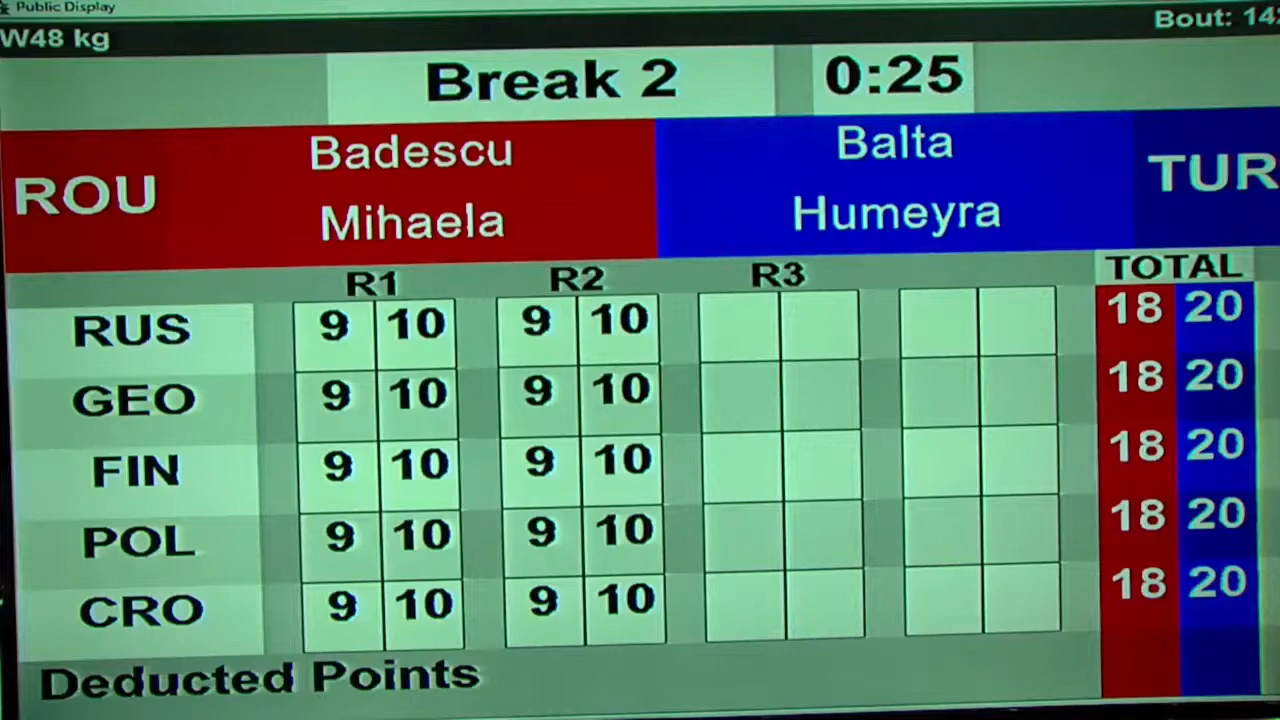 Public Display
W48 kg
Bout: 14
Break 2 0:25
ROU Badescu Mihaela
Balta Humeyra TUR
R1 R2 R3 TOTAL
RUS 9 10 9 10 18 20
GEO 9 10 9 10 18 20
FIN 9 10 9 10 18 20
POL 9 10 9 10 18 20
CRO 9 10 9 10 18 20
Deducted Points